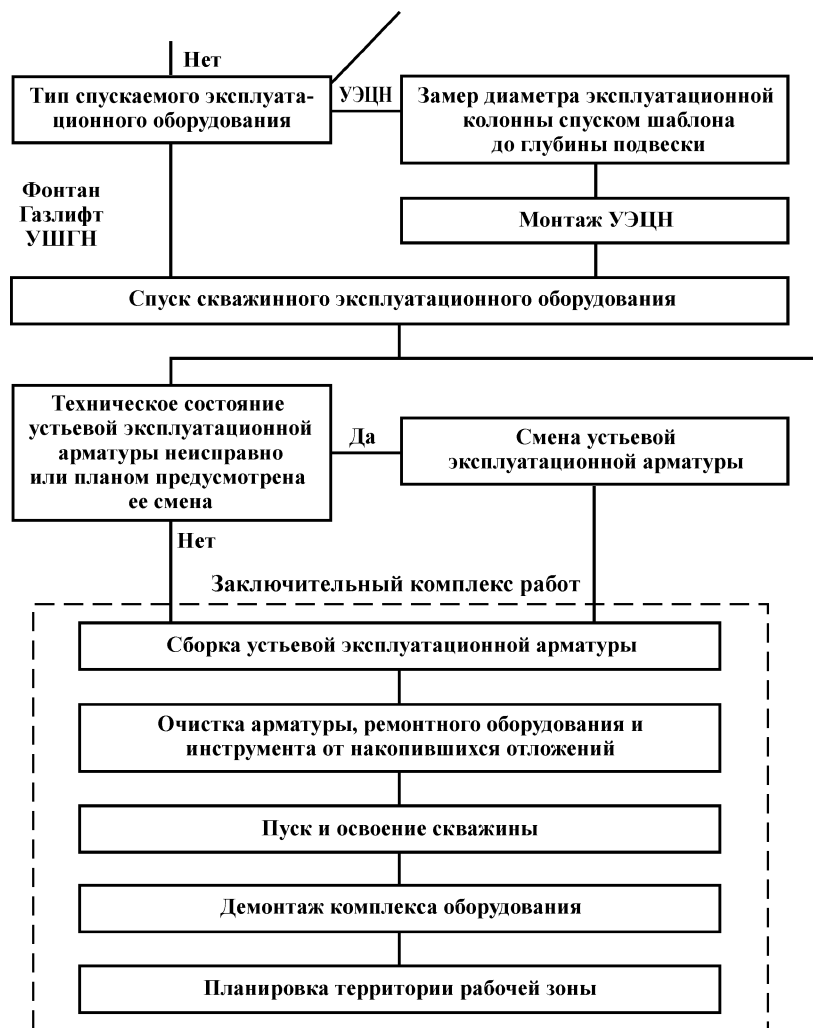 Нет
Тип спускаемого эксплуата-
ционного оборудования
УЭЦН
Замер диаметра эксплуатационной
колонны спуском шаблона
до глубины подвески
Фонтан
Газлифт
УШГН
Монтаж УЭЦН
Спуск скважинного эксплуатационного оборудования
Техническое состояние
устьевой эксплуатационной
арматуры неисправно
или планом предусмотрена
ее смена
Да
Смена устьевой
эксплуатационной арматуры
Нет
Заключительный комплекс работ
Сборка устьевой эксплуатационной арматуры
Очистка арматуры, ремонтного оборудования и
инструмента от накопившихся отложений
Пуск и освоение скважины
Демонтаж комплекса оборудования
Планировка территории рабочей зоны